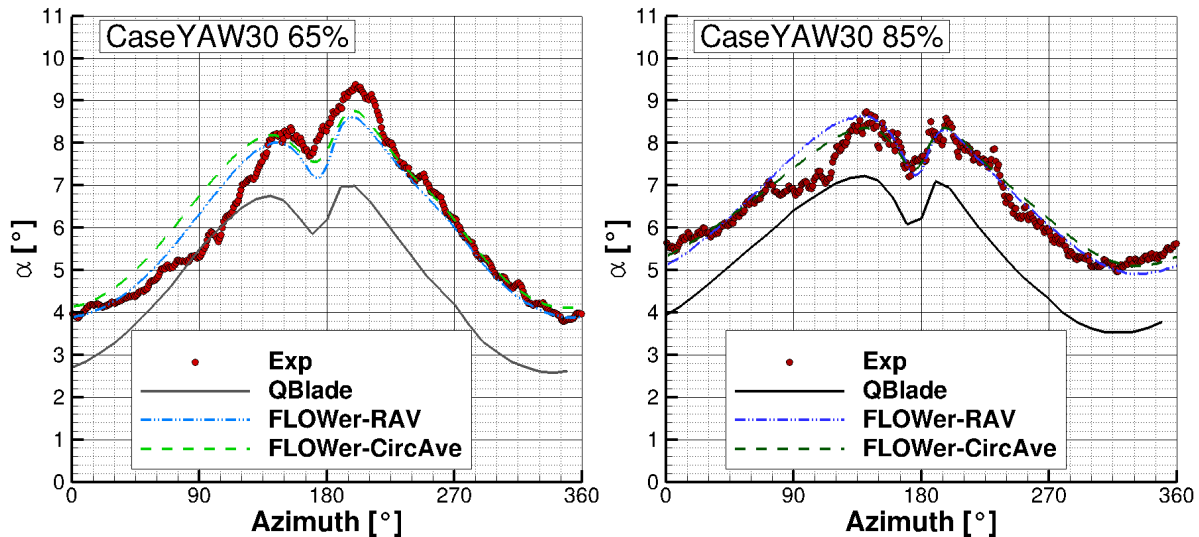 CaseYAW30 65%
11
10
9
8
7
6
5
4
3
2
1
0
α [°]
Exp
QBlade
FLOWer-RAV
FLOWer-CircAve
0 90 180 270 360
Azimuth [°]
CaseYAW30 85%
11
10
9
8
7
6
5
4
3
2
1
0
α [°]
Exp
QBlade
FLOWer-RAV
FLOWer-CircAve
0 90 180 270 360
Azimuth [°]